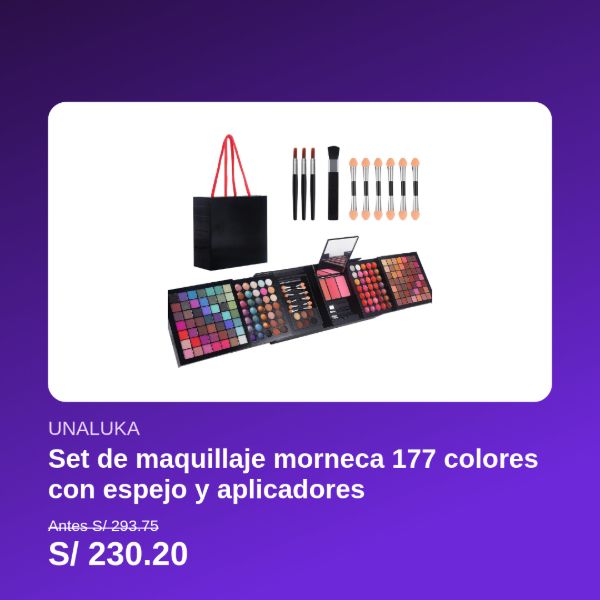 UNALUKA
Set de maquillaje morneca 177 colores
con espejo y aplicadores
Antes S/ 293.75
S/ 230.20